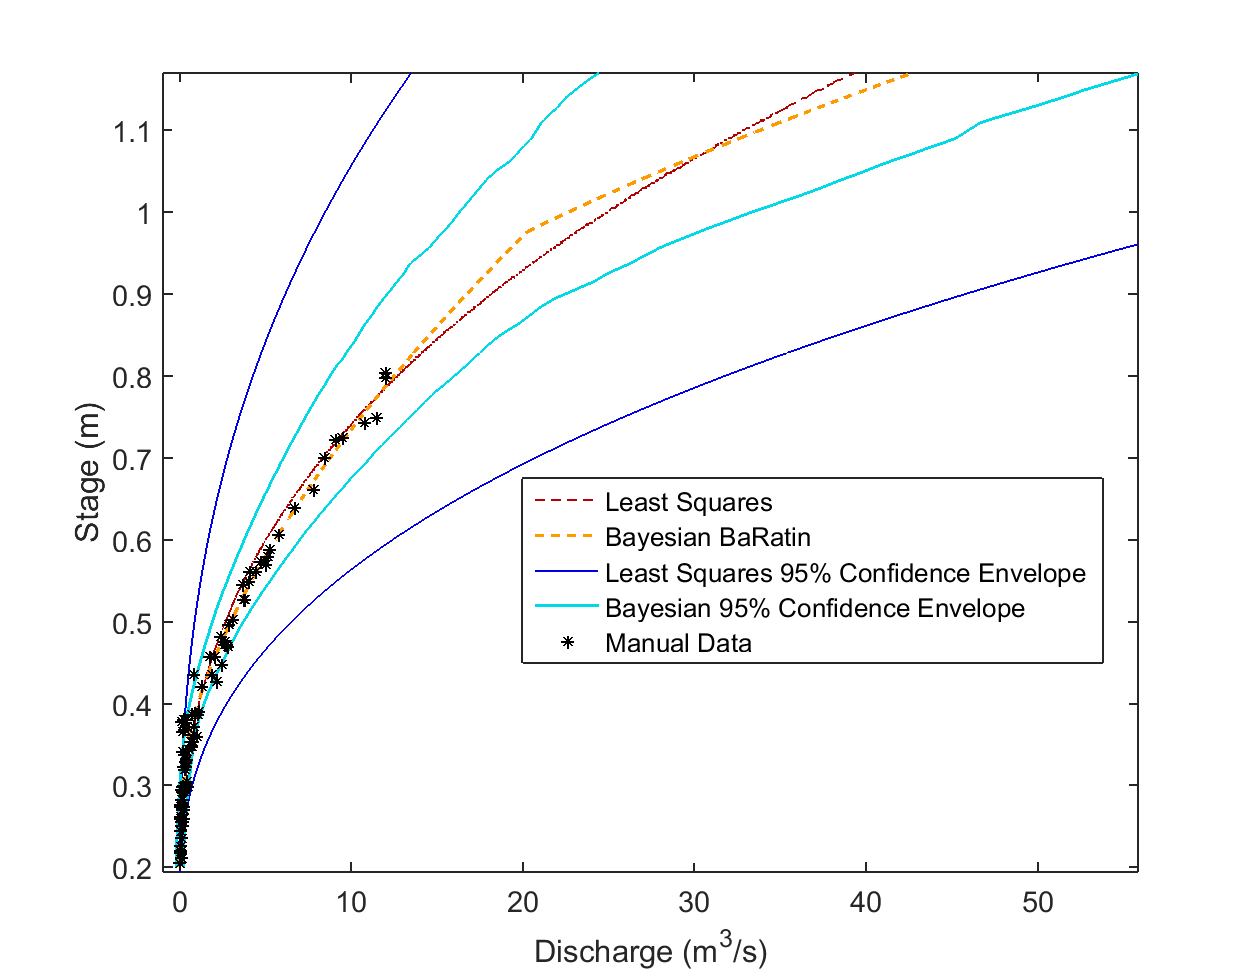 1.1
1
0.9
0.8
0.7
0.6
0.5
0.4
0.3
0.2
Stage (m)
Least Squares
Bayesian BaRatin
Least Squares 95% Confidence Envelope
Bayesian 95% Confidence Envelope
Manual Data
0 10 20 30 40 50
Discharge (m³/s)